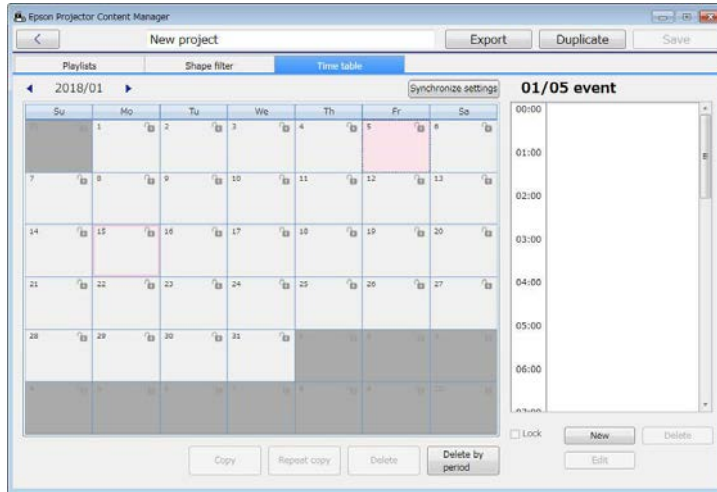 Epson Projector Content Manager
New project
Export
Duplicate
Save
Playlists
Shape filter
Time table
2018/01
Synchronize settings
01/05 event
Su Mo Tu We Th Fr Sa
1 2 3 4 5 6
7 8 9 10 11 12 13
14 15 16 17 18 19 20
21 22 23 24 25 26 27
28 29 30 31
00:00
01:00
02:00
03:00
04:00
05:00
06:00
07:00
Lock
New
Delete
Edit
Copy
Repeat copy
Delete
Delete by
period